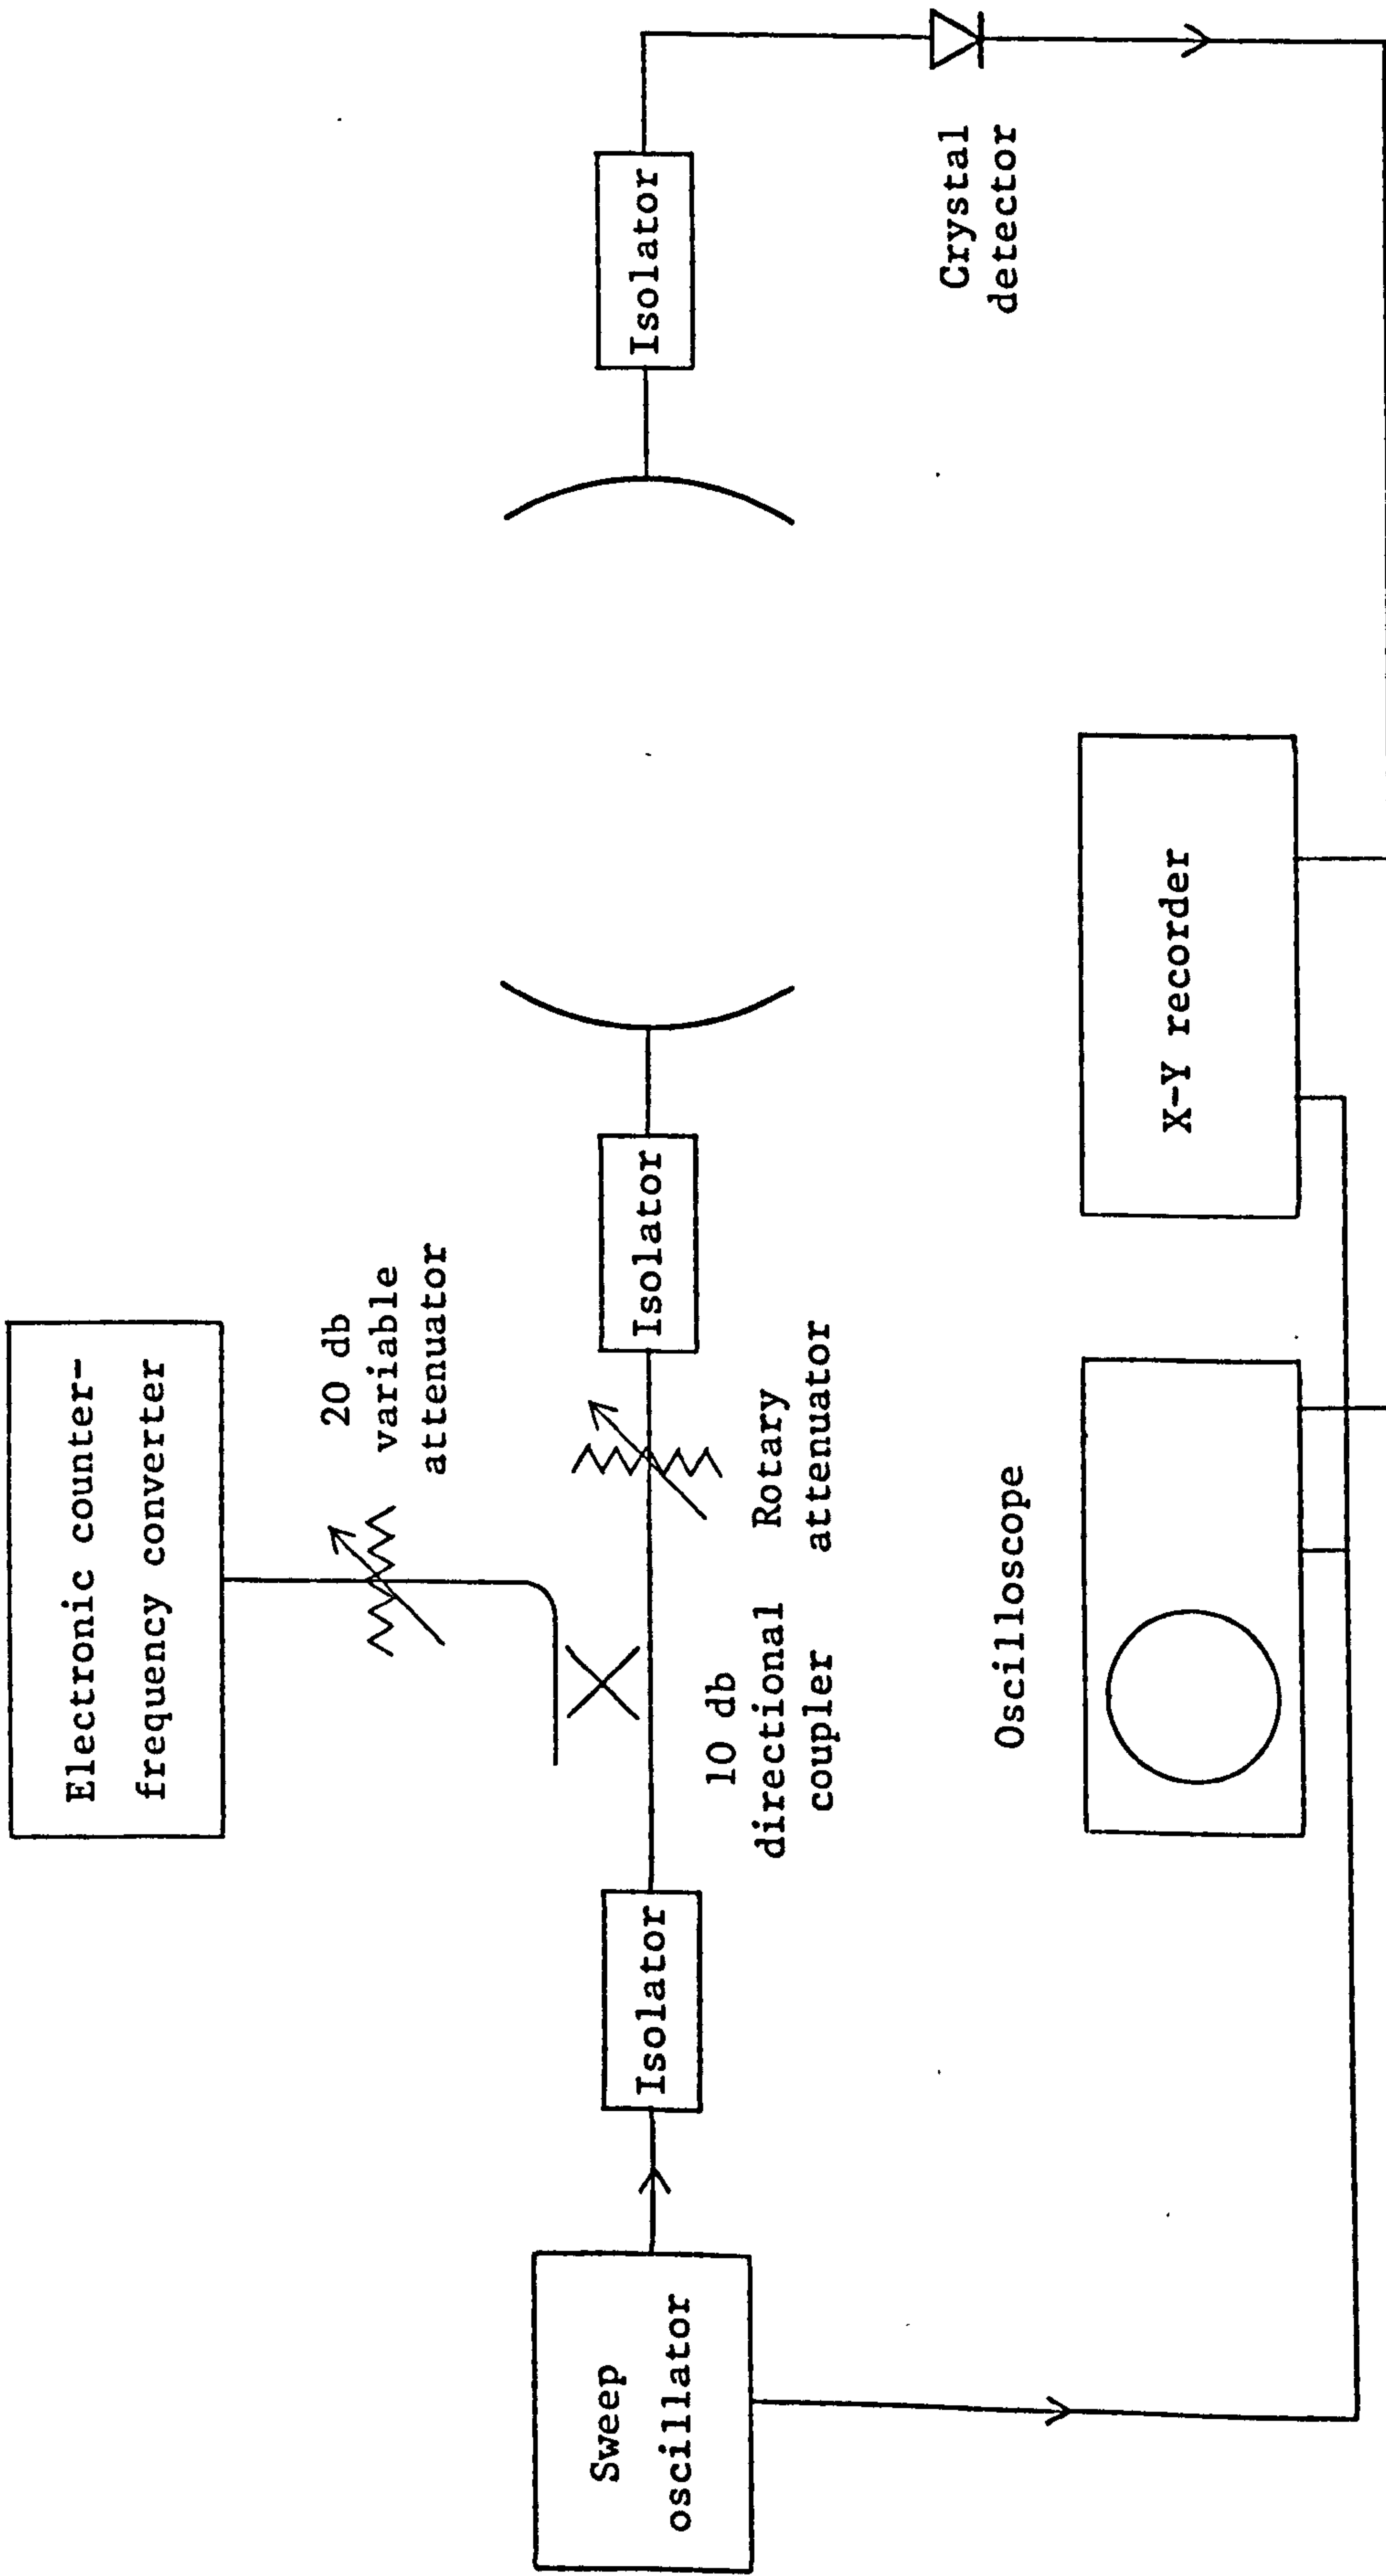 Electronic counter-
frequency converter
20 db
variable
attenuator
Sweep
oscillator
Isolator
10 db
directional
coupler
Rotary
attenuator
Isolator
Isolator
Crystal
detector
Oscilloscope
X-Y recorder